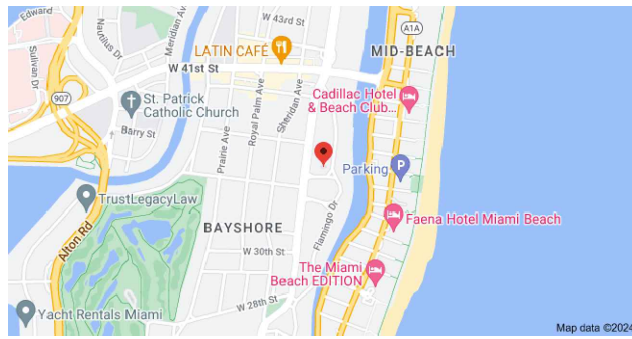 Edward
Nautilus Dr
Meridian Ave
W 43rd St
A1A
LATIN CAFÉ
MID-BEACH
Sullivan Dr
W 41st St
907
St. Patrick
Catholic Church
Barry St
Prairie Ave
Royal Palm Ave
Sheridan Ave
Cadillac Hotel
& Beach Club...
Parking
P
TrustLegacyLaw
Alton Rd
BAYSHORE
Flamingo Dr
Faena Hotel Miami Beach
W 30th St
The Miami
Beach EDITION
W 28th St
Yacht Rentals Miami
Map data ©2024